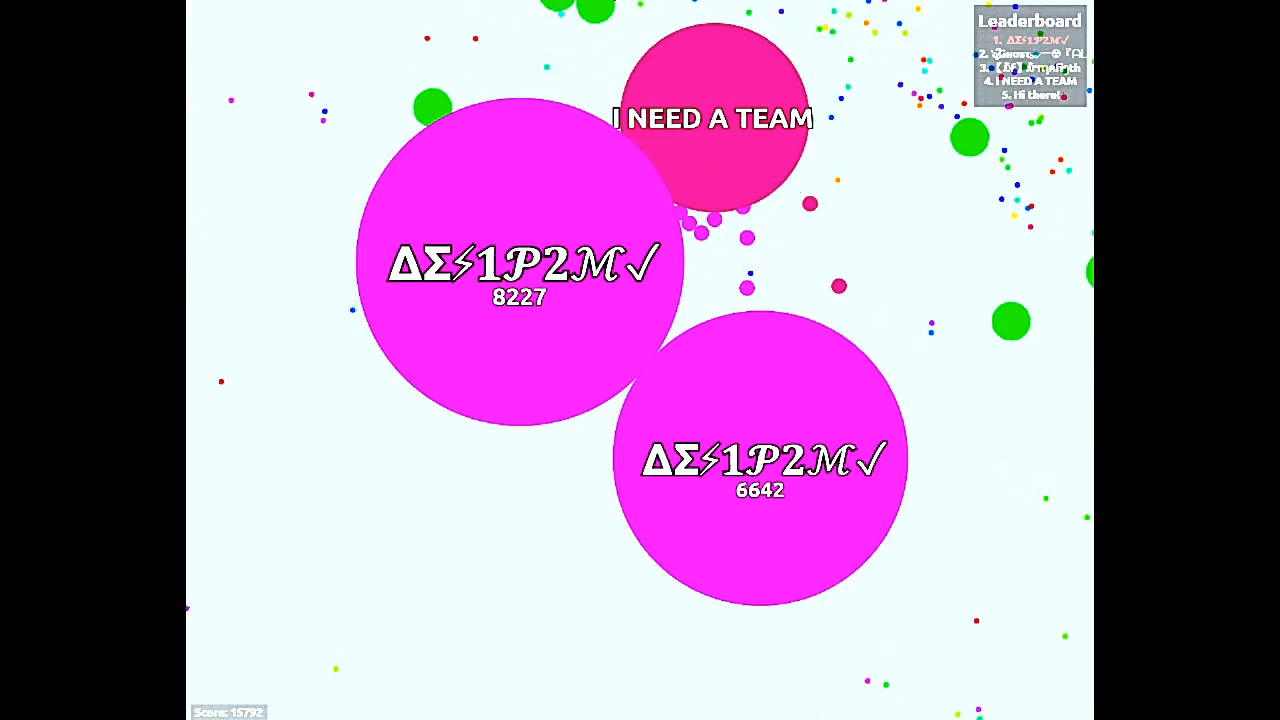 Leaderboard
1. ΔΣ⚡1𝓟2ℳ✓
4. I NEED A TEAM
5. Hi there!
I NEED A TEAM
ΔΣ⚡1𝓟2ℳ✓
8227
ΔΣ⚡1𝓟2ℳ✓
6642
Score: 15792